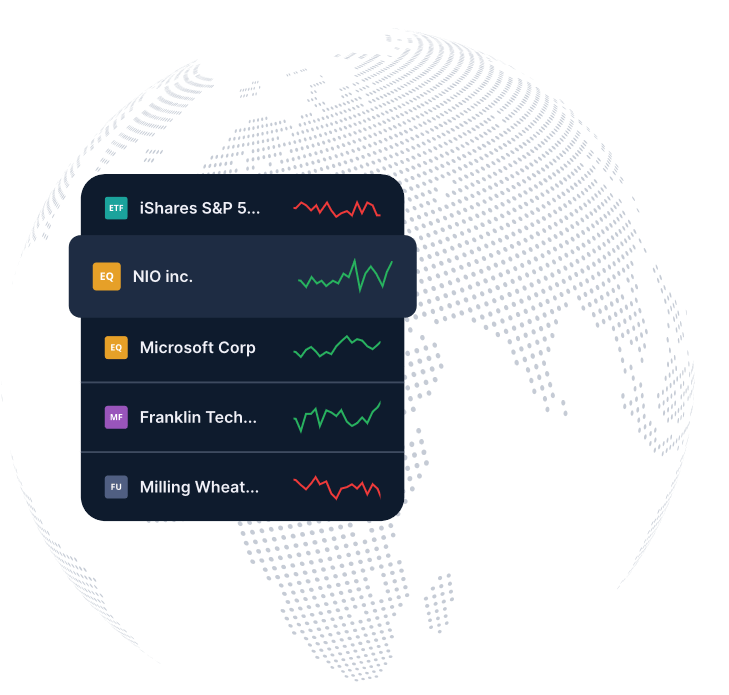 ETF iShares S&P 5...
EQ NIO inc.
EQ Microsoft Corp
MF Franklin Tech...
FU Milling Wheat...